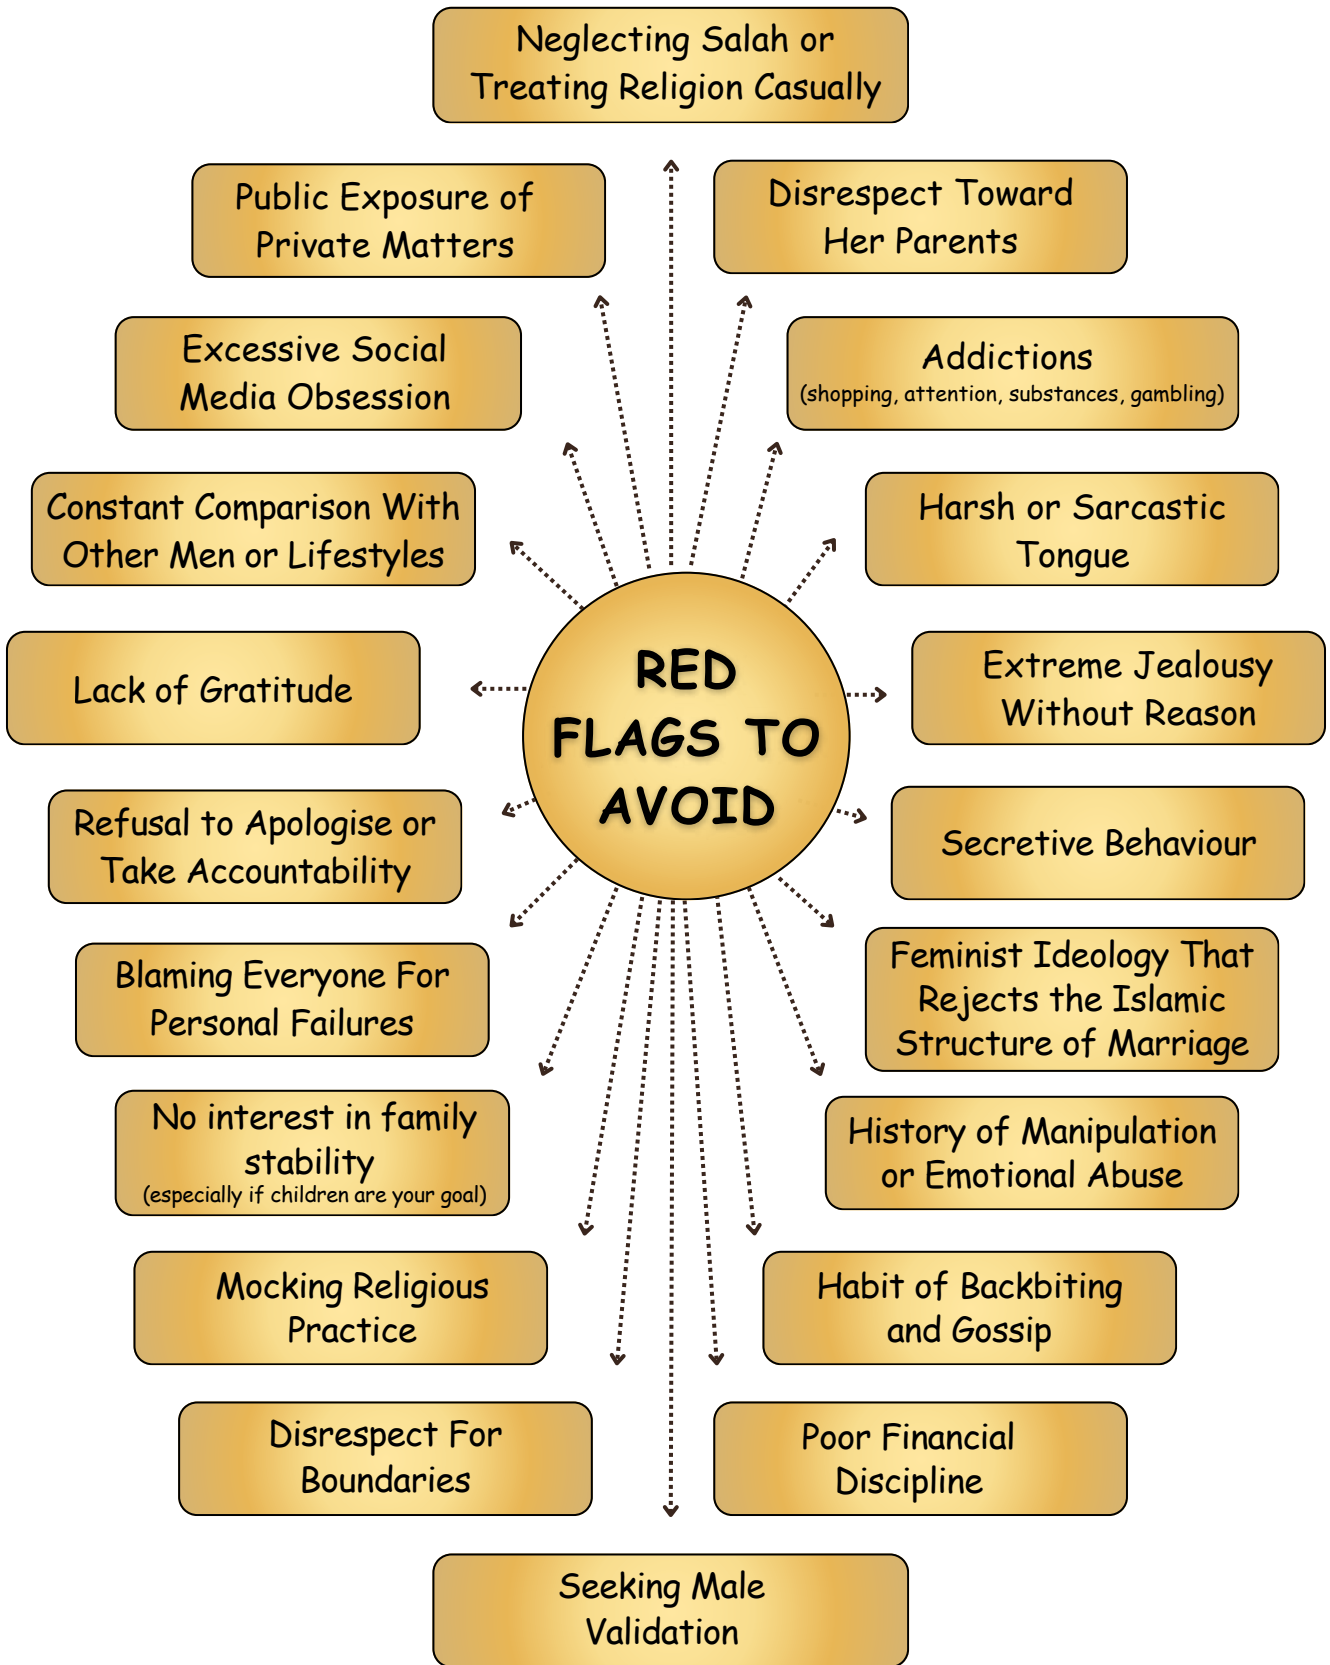 Neglecting Salah or
Treating Religion Casually
Public Exposure of
Private Matters
Disrespect Toward
Her Parents
Excessive Social
Media Obsession
Addictions
(shopping, attention, substances, gambling)
Constant Comparison With
Other Men or Lifestyles
Harsh or Sarcastic
Tongue
Lack of Gratitude
RED
FLAGS TO
AVOID
Extreme Jealousy
Without Reason
Refusal to Apologise or
Take Accountability
Secretive Behaviour
Blaming Everyone For
Personal Failures
Feminist Ideology That
Rejects the Islamic
Structure of Marriage
No interest in family
stability
(especially if children are your goal)
History of Manipulation
or Emotional Abuse
Mocking Religious
Practice
Habit of Backbiting
and Gossip
Disrespect For
Boundaries
Poor Financial
Discipline
Seeking Male
Validation